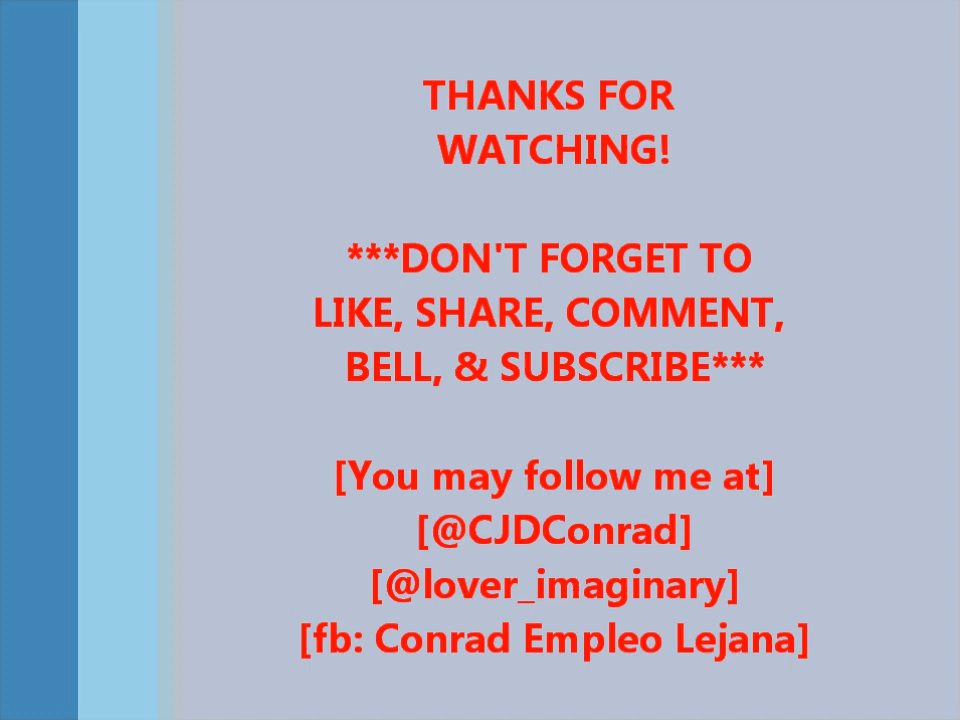 THANKS FOR
WATCHING!
***DON'T FORGET TO
LIKE, SHARE, COMMENT,
BELL, & SUBSCRIBE***
[You may follow me at]
[@CJDConrad]
[@lover_imaginary]
[fb: Conrad Empleo Lejana]